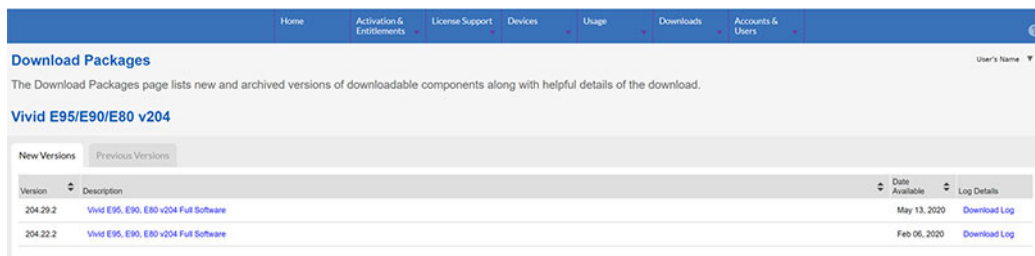 Home
Activation &
Entitlements
License Support
Devices
Usage
Downloads
Accounts &
Users
Download Packages
User's Name
The Download Packages page lists new and archived versions of downloadable components along with helpful details of the download.
Vivid E95/E90/E80 v204
New Versions
Previous Versions
Version
Description
Date
Available
Log Details
204.29.2
Vivid E95, E90, E80 v204 Full Software
May 13, 2020
Download Log
204.22.2
Vivid E95, E90, E80 v204 Full Software
Feb 06, 2020
Download Log